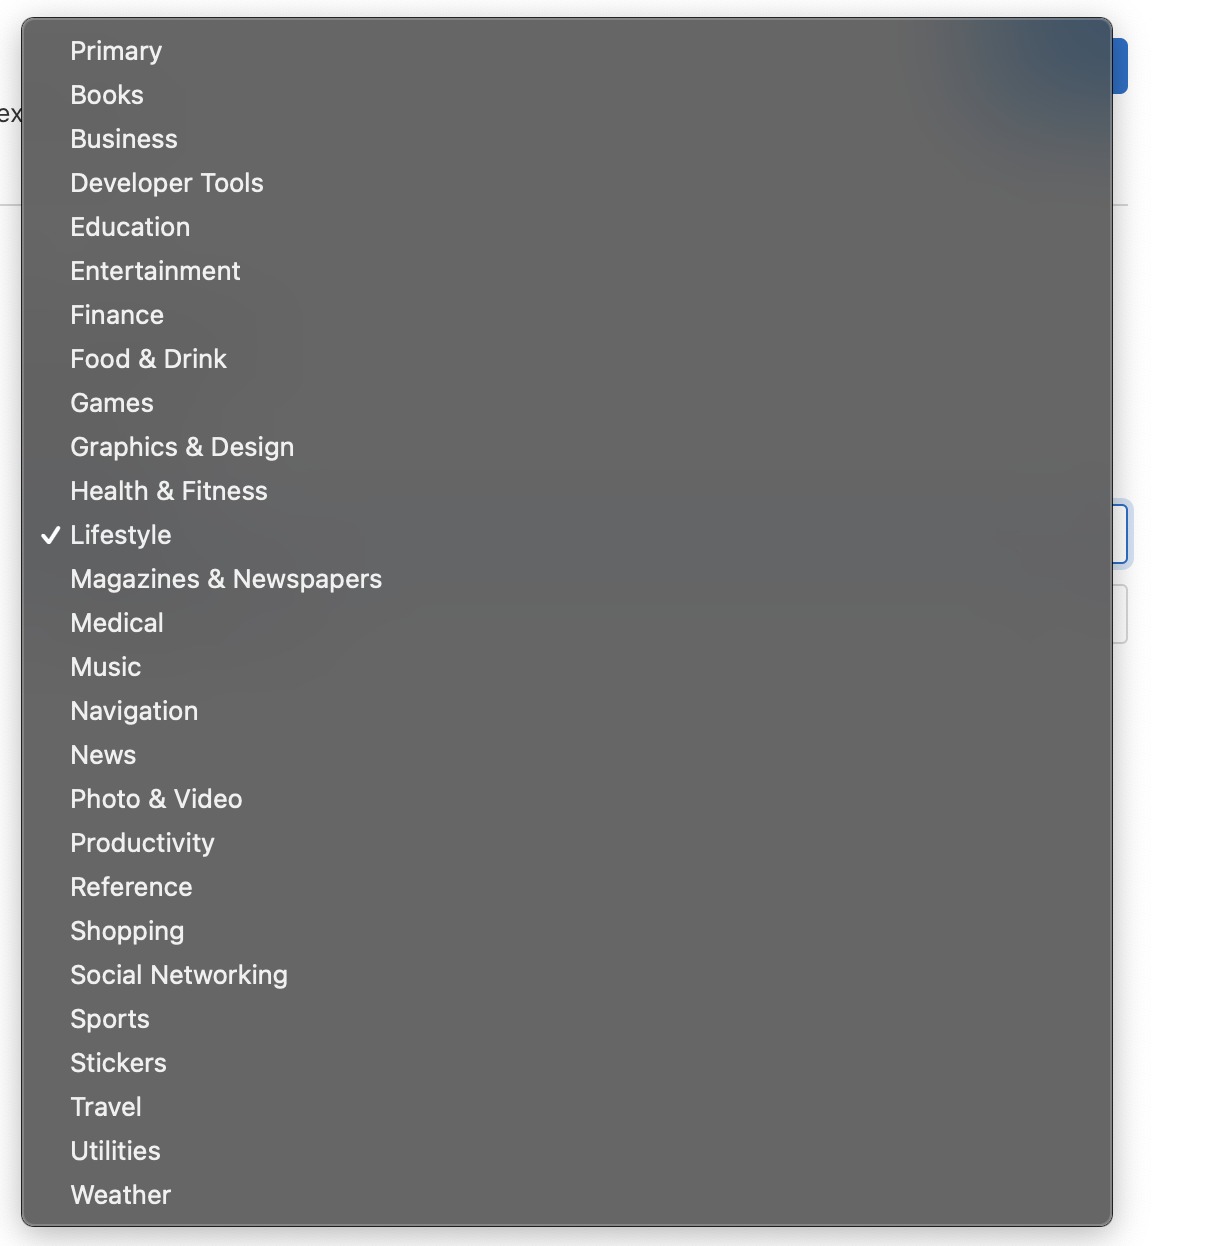 Primary
Books
ex
Business
Developer Tools
Education
Entertainment
Finance
Food & Drink
Games
Graphics & Design
Health & Fitness
✓ Lifestyle
Magazines & Newspapers
Medical
Music
Navigation
News
Photo & Video
Productivity
Reference
Shopping
Social Networking
Sports
Stickers
Travel
Utilities
Weather